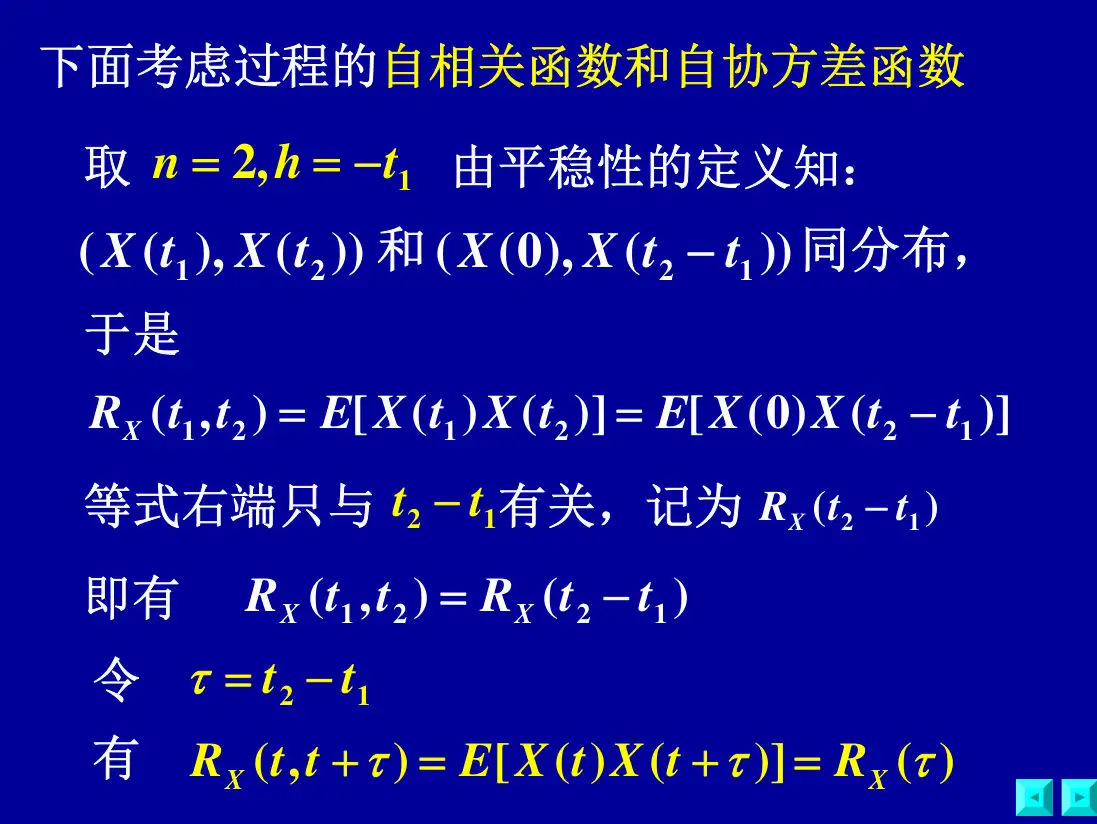 下面考虑过程的自相关函数和自协方差函数
取 n = 2, h = −t₁ 由平稳性的定义知：
(X(t₁), X(t₂)) 和 (X(0), X(t₂ − t₁)) 同分布，
于是
R_X(t₁, t₂) = E[X(t₁)X(t₂)] = E[X(0)X(t₂ − t₁)]
等式右端只与 t₂ − t₁ 有关，记为 R_X(t₂ − t₁)
即有 R_X(t₁, t₂) = R_X(t₂ − t₁)
令 τ = t₂ − t₁
有 R_X(t, t + τ) = E[X(t)X(t + τ)] = R_X(τ)